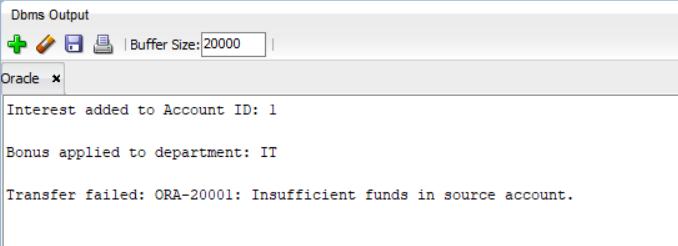 Dbms Output
Buffer Size: 20000
Oracle ×
Interest added to Account ID: 1
Bonus applied to department: IT
Transfer failed: ORA-20001: Insufficient funds in source account.